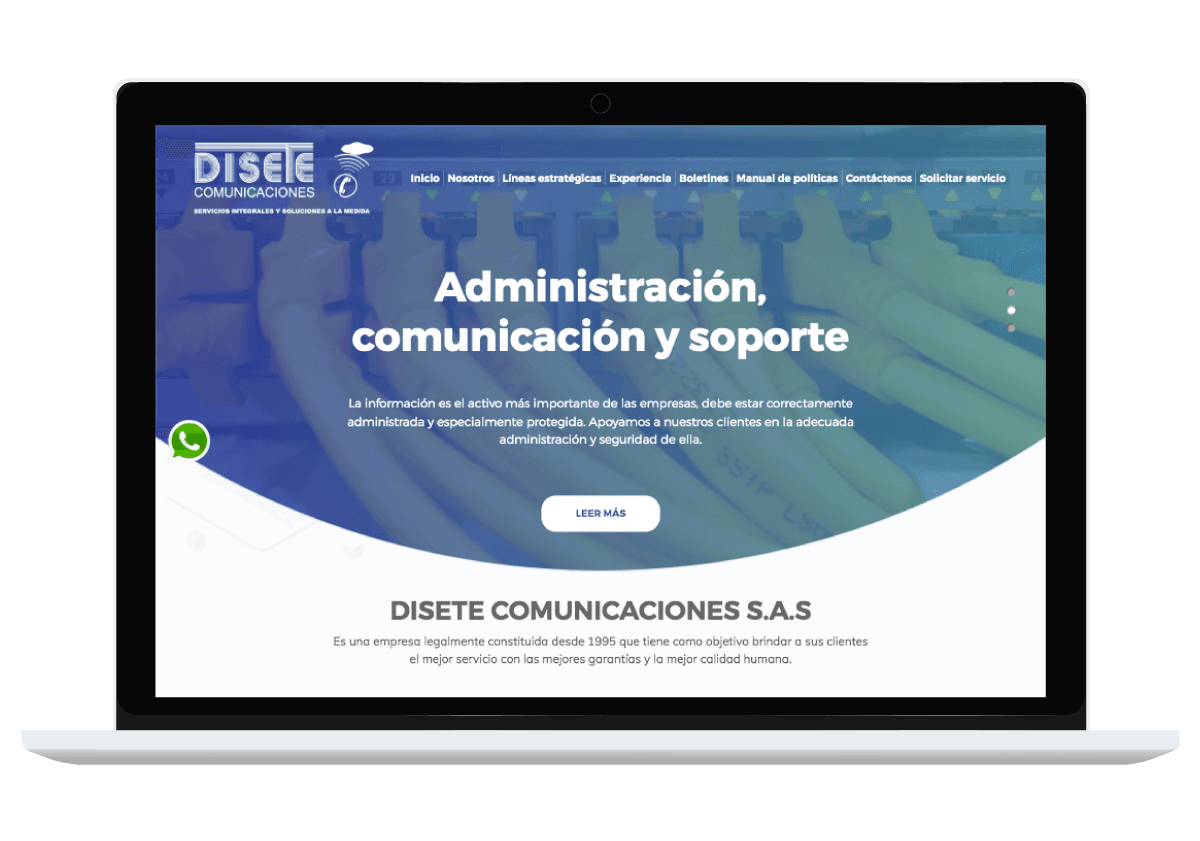 DISETE
COMUNICACIONES
SERVICIOS INTEGRALES Y SOLUCIONES A LA MEDIDA
Inicio Nosotros Líneas estratégicas Experiencia Boletines Manual de políticas Contáctenos Solicitar servicio
Administración,
comunicación y soporte
La información es el activo más importante de las empresas, debe estar correctamente
administrada y especialmente protegida. Apoyamos a nuestros clientes en la adecuada
administración y seguridad de ella.
LEER MÁS
DISETE COMUNICACIONES S.A.S
Es una empresa legalmente constituida desde 1995 que tiene como objetivo brindar a sus clientes
el mejor servicio con las mejores garantías y la mejor calidad humana.